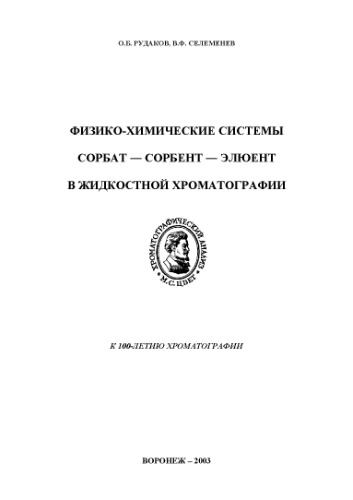 О.Б. РУДАКОВ, В.Ф. СЕЛЕМЕНЕВ
ФИЗИКО-ХИМИЧЕСКИЕ СИСТЕМЫ
СОРБАТ — СОРБЕНТ — ЭЛЮЕНТ
В ЖИДКОСТНОЙ ХРОМАТОГРАФИИ
ХРОМАТОГРАФИЧЕСКИЙ АНАЛИЗ
М.С. ЦВЕТ
К 100-ЛЕТИЮ ХРОМАТОГРАФИИ
ВОРОНЕЖ – 2003